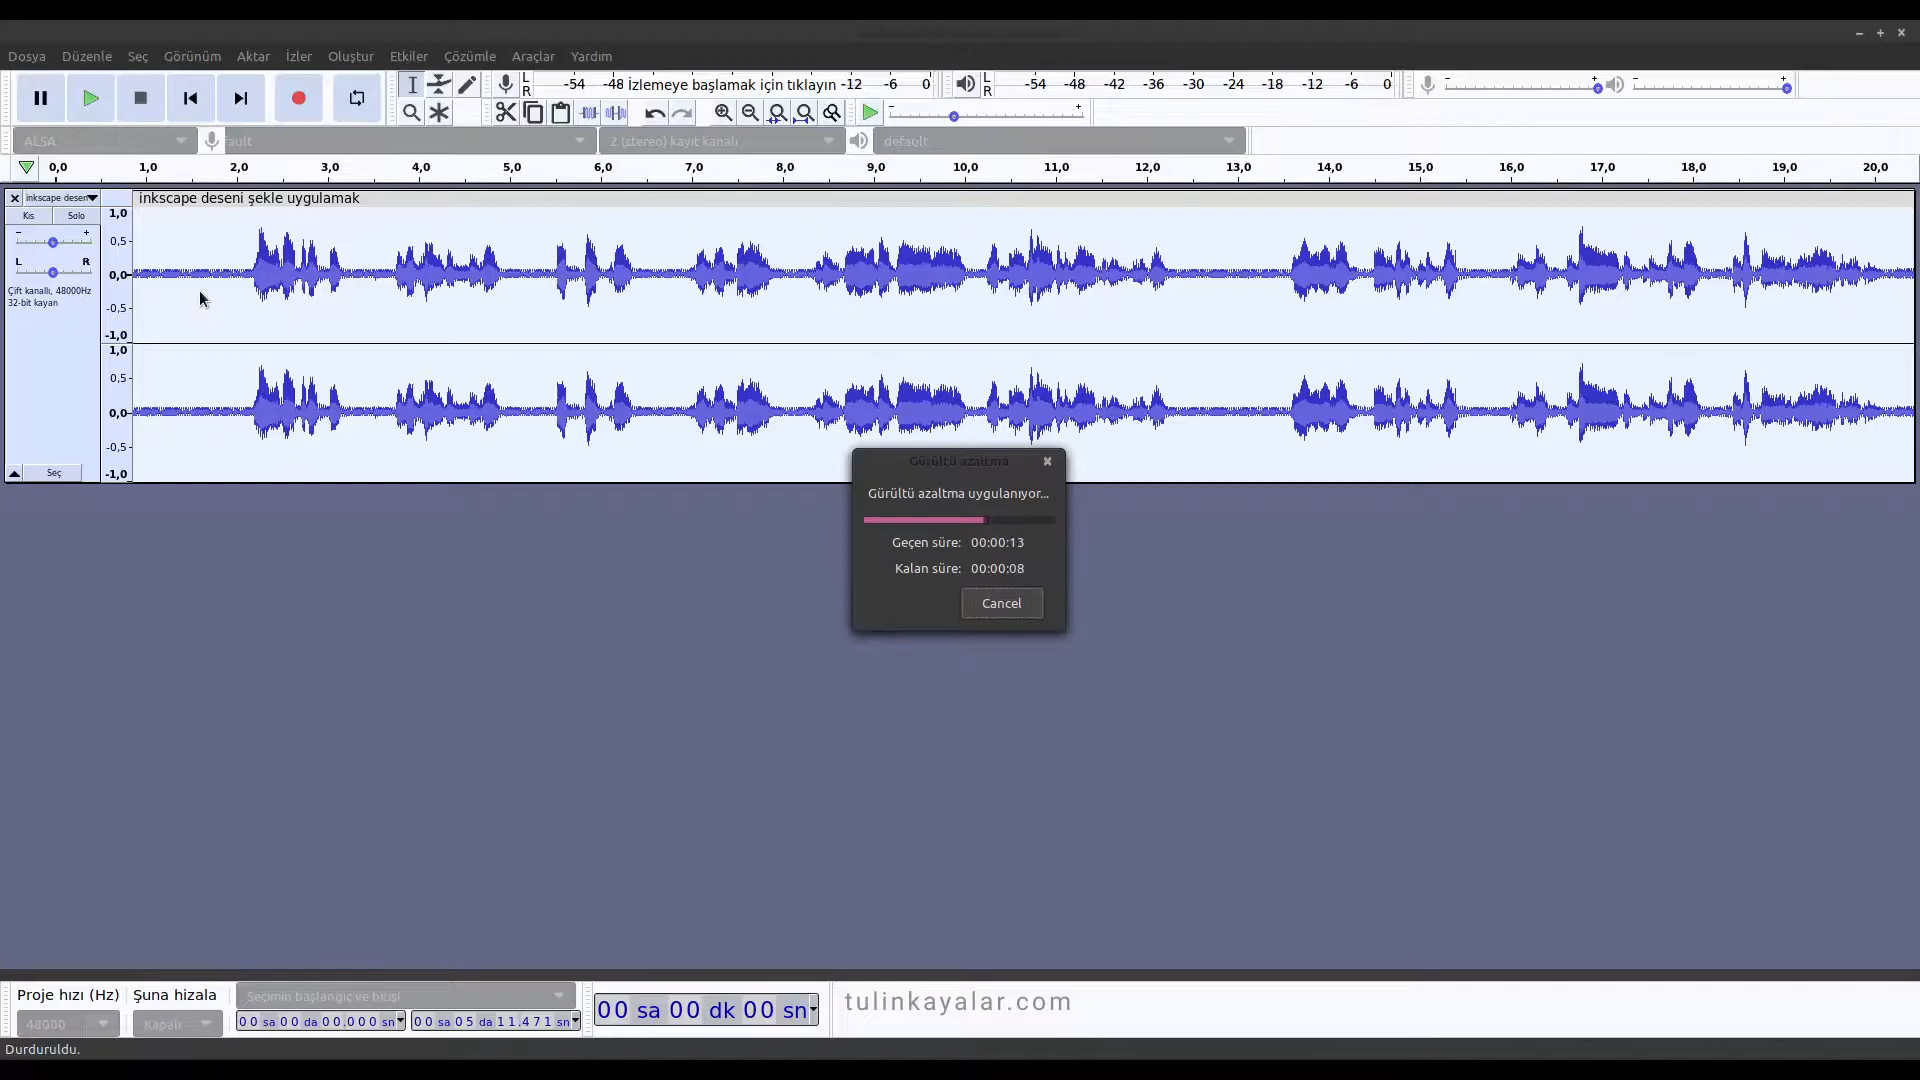 Dosya Düzenle Seç Görünüm Aktar İzler Oluştur Etkiler Çözümle Araçlar Yardım
L R -54 -48 İzlemeye başlamak için tıklayın -12 -6 0 L R -54 -48 -42 -36 -30 -24 -18 -12 -6 0 - + - +
- +
ALSA ault 2 (stereo) kayıt kanalı default
0,0 1,0 2,0 3,0 4,0 5,0 6,0 7,0 8,0 9,0 10,0 11,0 12,0 13,0 14,0 15,0 16,0 17,0 18,0 19,0 20,0
inkscape desen inkscape deseni şekle uygulamak
Kıs Solo 1,0
- + 0,5
L R 0,0
Çift kanallı, 48000Hz
32-bit kayan -0,5
-1,0
1,0
0,5
0,0
-0,5
Seç -1,0
Gürültü azaltma
Gürültü azaltma uygulanıyor...
Geçen süre: 00:00:13
Kalan süre: 00:00:08
Cancel
Proje hızı (Hz) Şuna hizala Seçimin başlangıç ve bitişi
48000 Kapalı 00 sa 00 da 00.000 sn 00 sa 05 da 11.471 sn 00 sa 00 dk 00 sn tulinkayalar.com
Durduruldu.